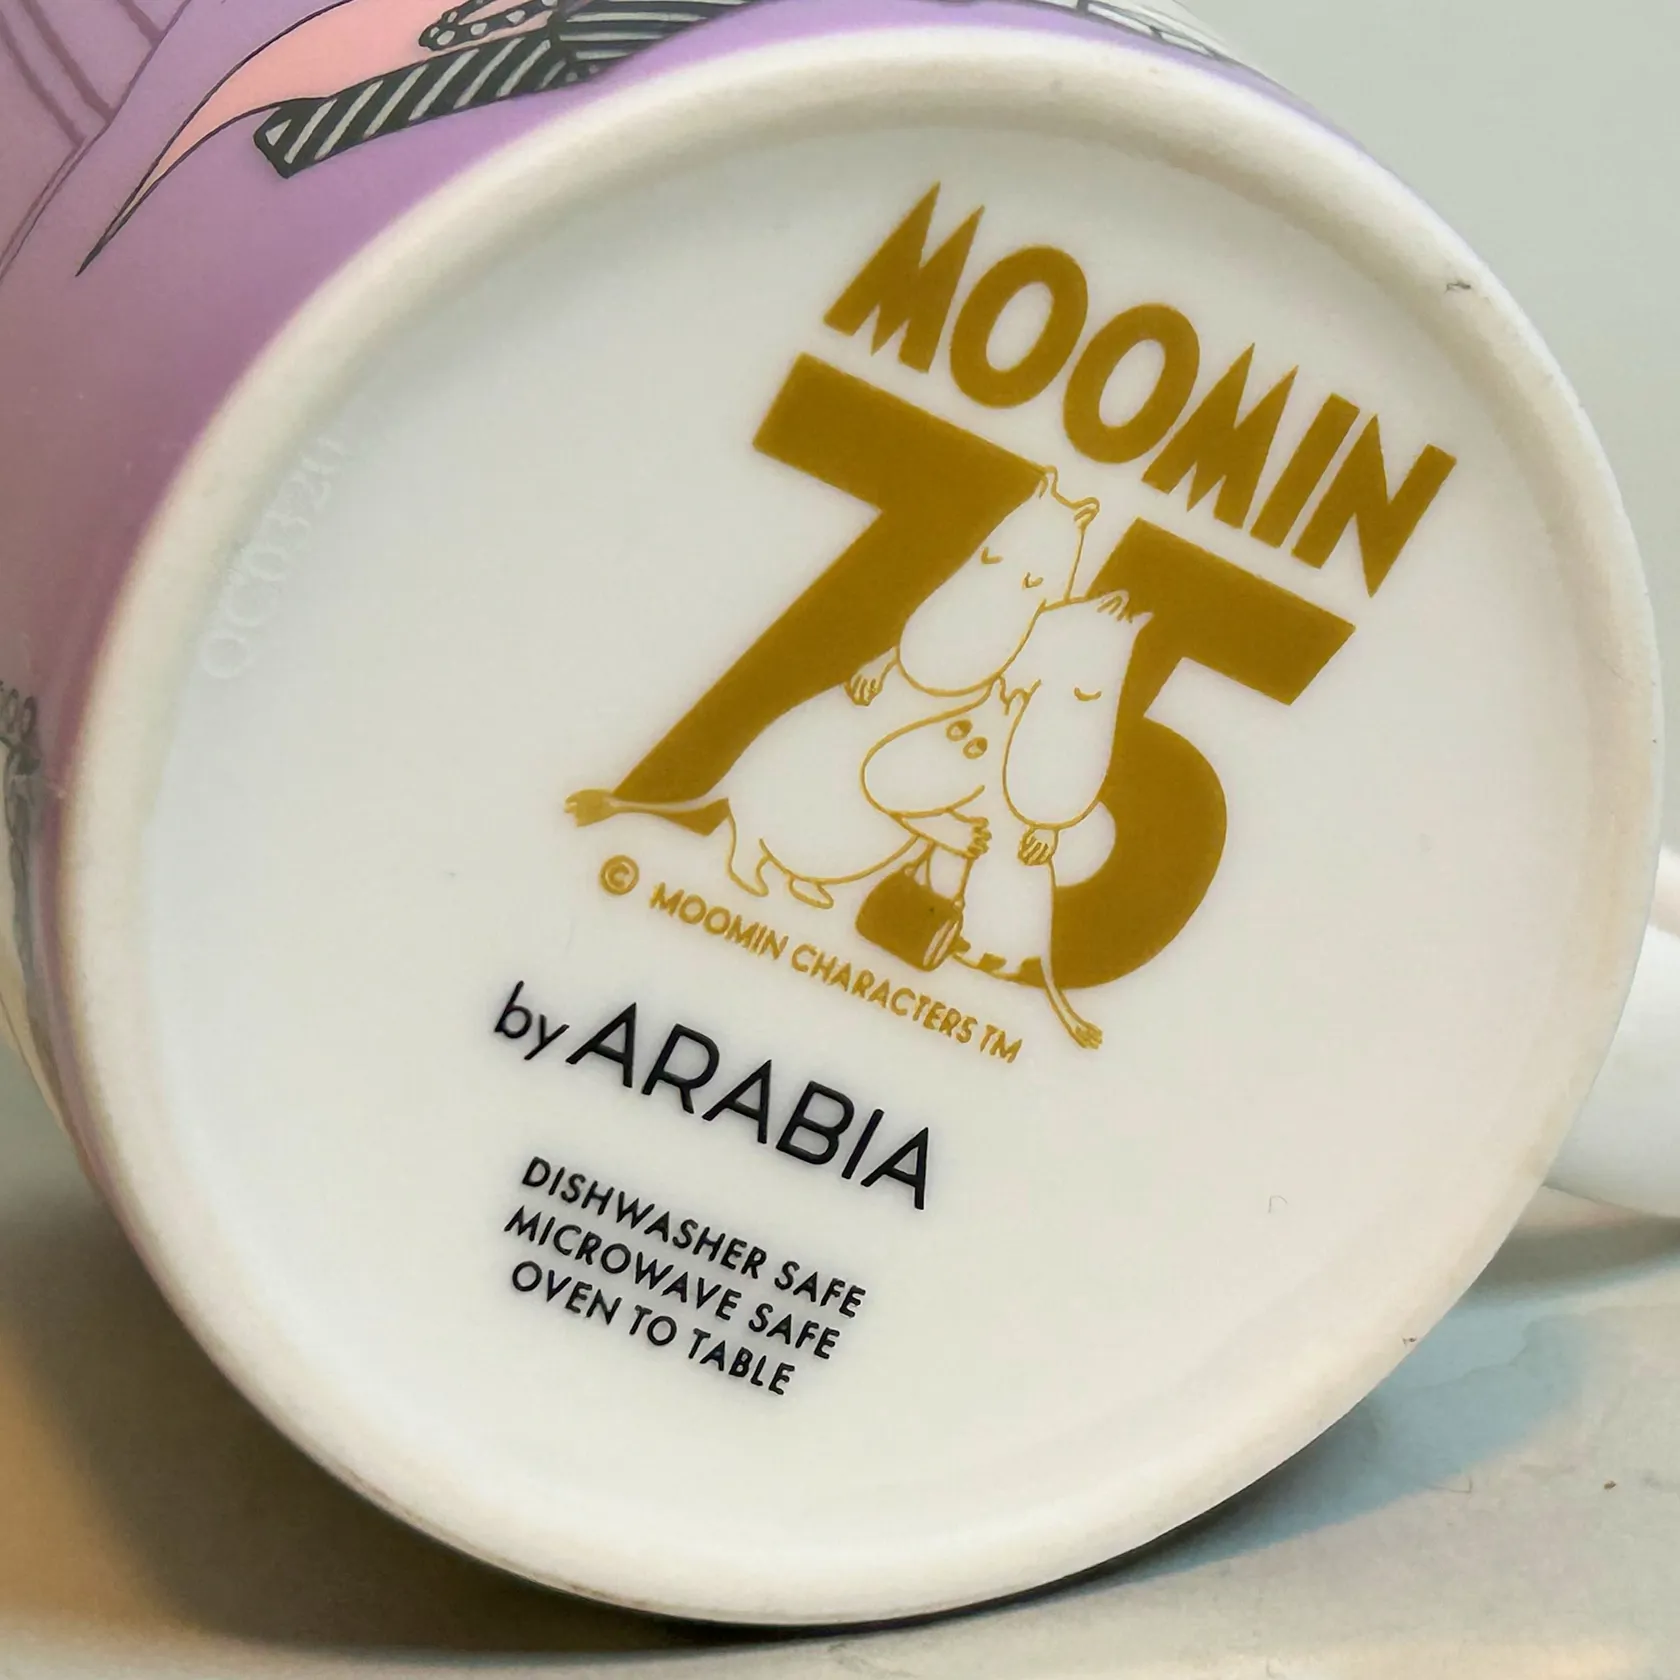 MOOMIN
75
© MOOMIN CHARACTERS TM
by ARABIA
DISHWASHER SAFE
MICROWAVE SAFE
OVEN TO TABLE